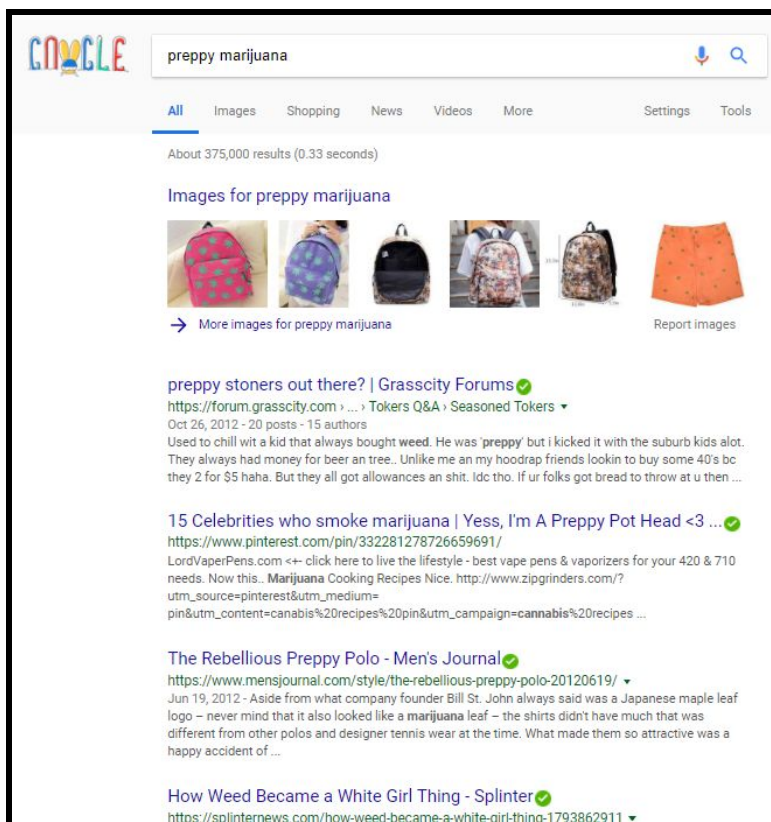 GOOGLE
preppy marijuana
All Images Shopping News Videos More Settings Tools
About 375,000 results (0.33 seconds)
Images for preppy marijuana
→ More images for preppy marijuana Report images
preppy stoners out there? | Grasscity Forums
https://forum.grasscity.com › ... › Tokers Q&A › Seasoned Tokers ▾
Oct 26, 2012 - 20 posts - 15 authors
Used to chill wit a kid that always bought weed. He was 'preppy' but i kicked it with the suburb kids alot.
They always had money for beer an tree.. Unlike me an my hoodrap friends lookin to buy some 40's bc
they 2 for $5 haha. But they all got allowances an shit. Idc tho. If ur folks got bread to throw at u then ...
15 Celebrities who smoke marijuana | Yess, I'm A Preppy Pot Head <3 ...
https://www.pinterest.com/pin/332281278726659691/
LordVaperPens.com <+- click here to live the lifestyle - best vape pens & vaporizers for your 420 & 710
needs. Now this.. Marijuana Cooking Recipes Nice. http://www.zipgrinders.com/?
utm_source=pinterest&utm_medium=
pin&utm_content=canabis%20recipes%20pin&utm_campaign=cannabis%20recipes ...
The Rebellious Preppy Polo - Men's Journal
https://www.mensjournal.com/style/the-rebellious-preppy-polo-20120619/ ▾
Jun 19, 2012 - Aside from what company founder Bill St. John always said was a Japanese maple leaf
logo – never mind that it also looked like a marijuana leaf – the shirts didn't have much that was
different from other polos and designer tennis wear at the time. What made them so attractive was a
happy accident of ...
How Weed Became a White Girl Thing - Splinter
https://splinternews.com/how-weed-became-a-white-girl-thing-1793862911 ▾